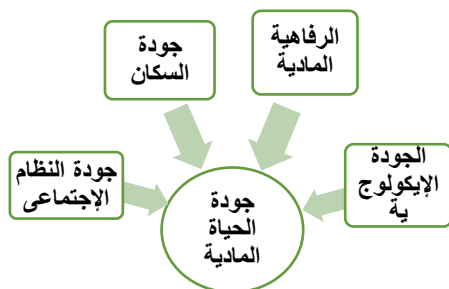 الرفاهية
المادية
جودة
السكان
الجودة
الإيكولوج
ية
جودة النظام
الإجتماعى
جودة
الحياة
المادية